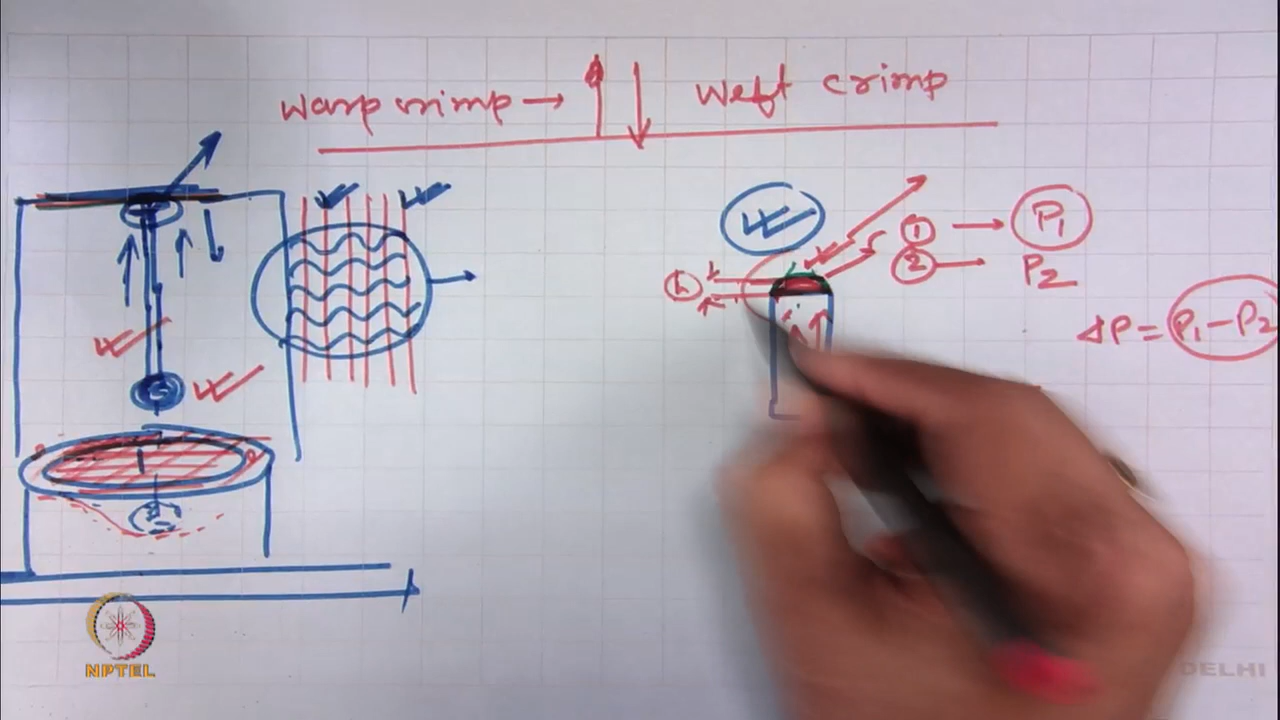 Warp crimp → ↑ ↓ Weft crimp
① → P1
② → P2
h
ΔP = P1 - P2
NPTEL
DELHI